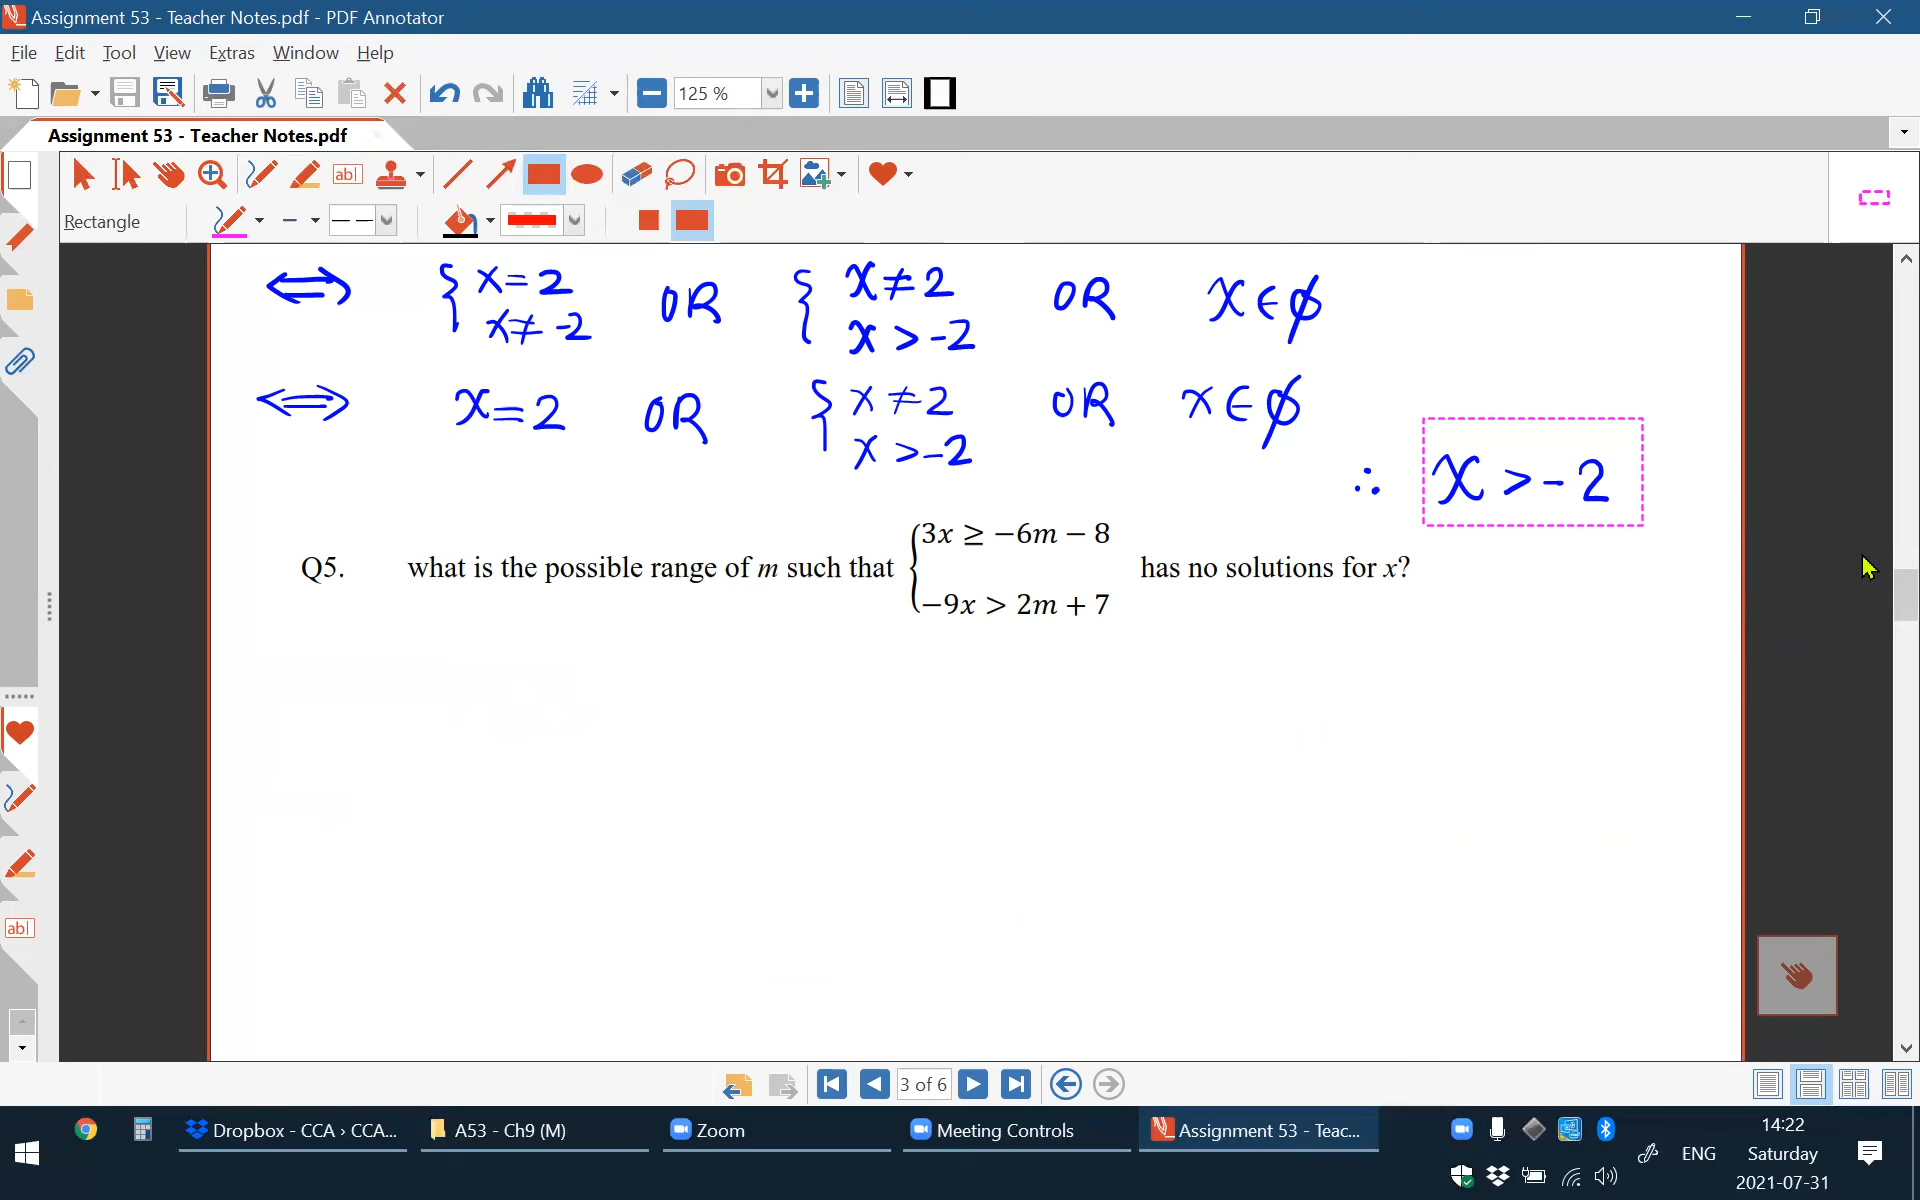 Assignment 53 - Teacher Notes.pdf - PDF Annotator
File Edit Tool View Extras Window Help
125 %
Assignment 53 - Teacher Notes.pdf
ab|
Rectangle
⟺ { x = 2 OR { x ≠ 2 OR x ∈ ϕ
x ≠ -2 x > -2
⟺ x = 2 OR { x ≠ 2 OR x ∈ ϕ
x > -2
∴ x > -2
3x ≥ −6m − 8
Q5. what is the possible range of m such that { has no solutions for x?
−9x > 2m + 7
ab|
3 of 6
Dropbox - CCA › CCA... A53 - Ch9 (M) Zoom Meeting Controls Assignment 53 - Teac...
14:22
ENG Saturday
2021-07-31